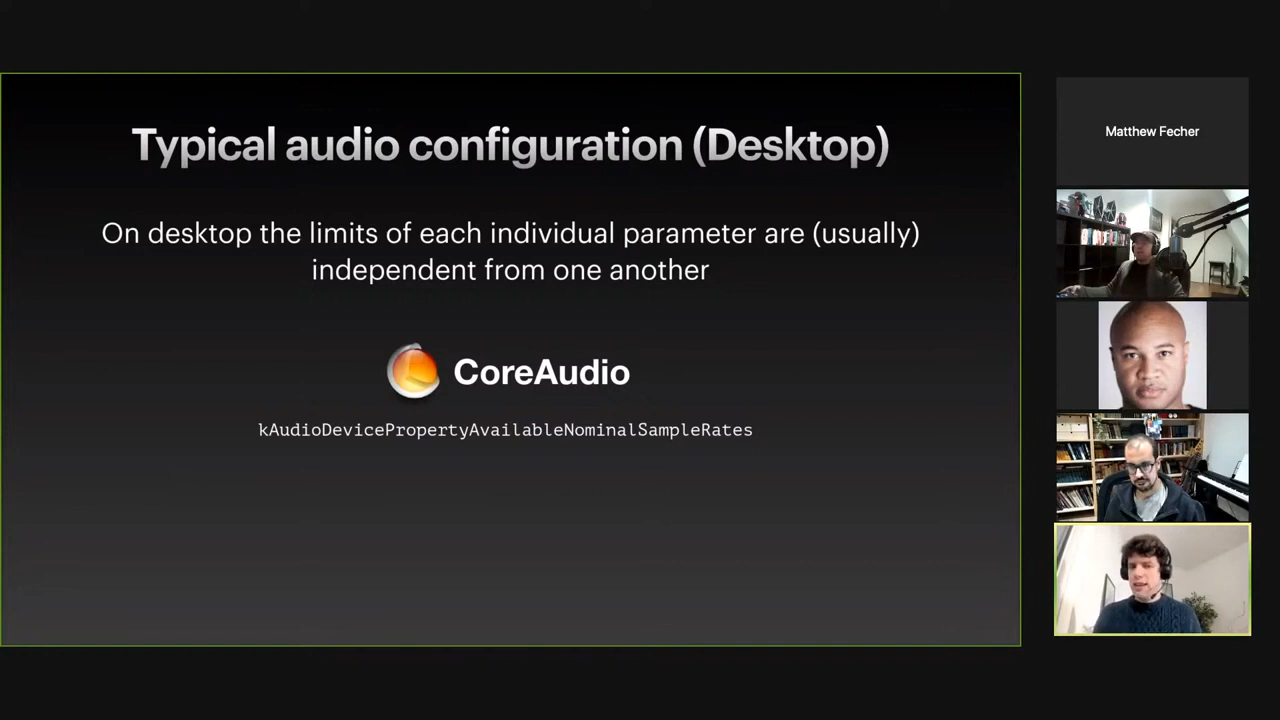 Typical audio configuration (Desktop)
On desktop the limits of each individual parameter are (usually)
independent from one another
CoreAudio
kAudioDevicePropertyAvailableNominalSampleRates
Matthew Fecher